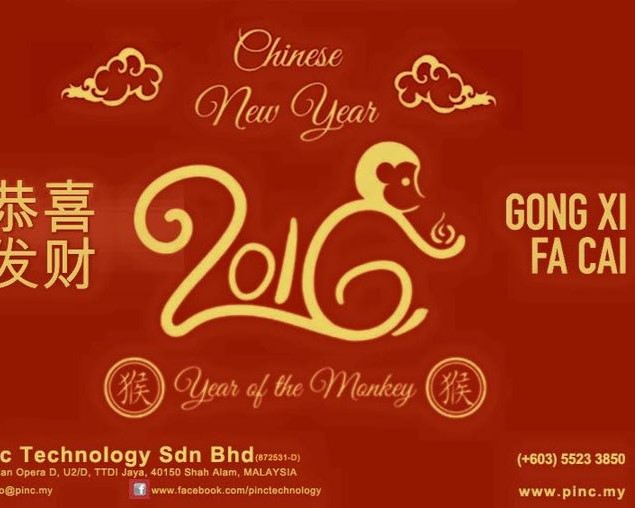 Chinese
New Year
恭喜
发财
2016
GONG XI
FA CAI
猴 Year of the Monkey 猴
c Technology Sdn Bhd (872531-D)
an Opera D, U2/D, TTDI Jaya, 40150 Shah Alam, MALAYSIA
(+603) 5523 3850
o@pinc.my
www.facebook.com/pinctechnology
www.pinc.my